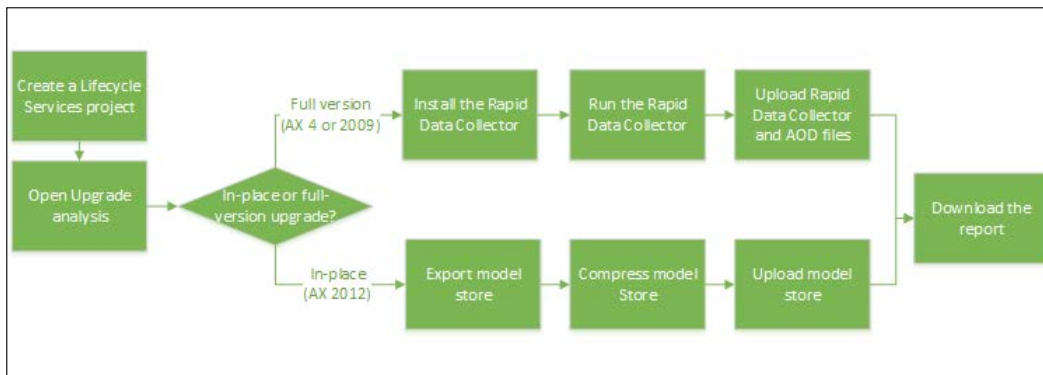 Create a Lifecycle
Services project
Open Upgrade
analysis
In-place or full-
version upgrade?
Full version
(AX 4 or 2009)
Install the Rapid
Data Collector
Run the Rapid
Data Collector
Upload Rapid
Data Collector
and AOD files
In-place
(AX 2012)
Export model
store
Compress model
Store
Upload model
store
Download the
report